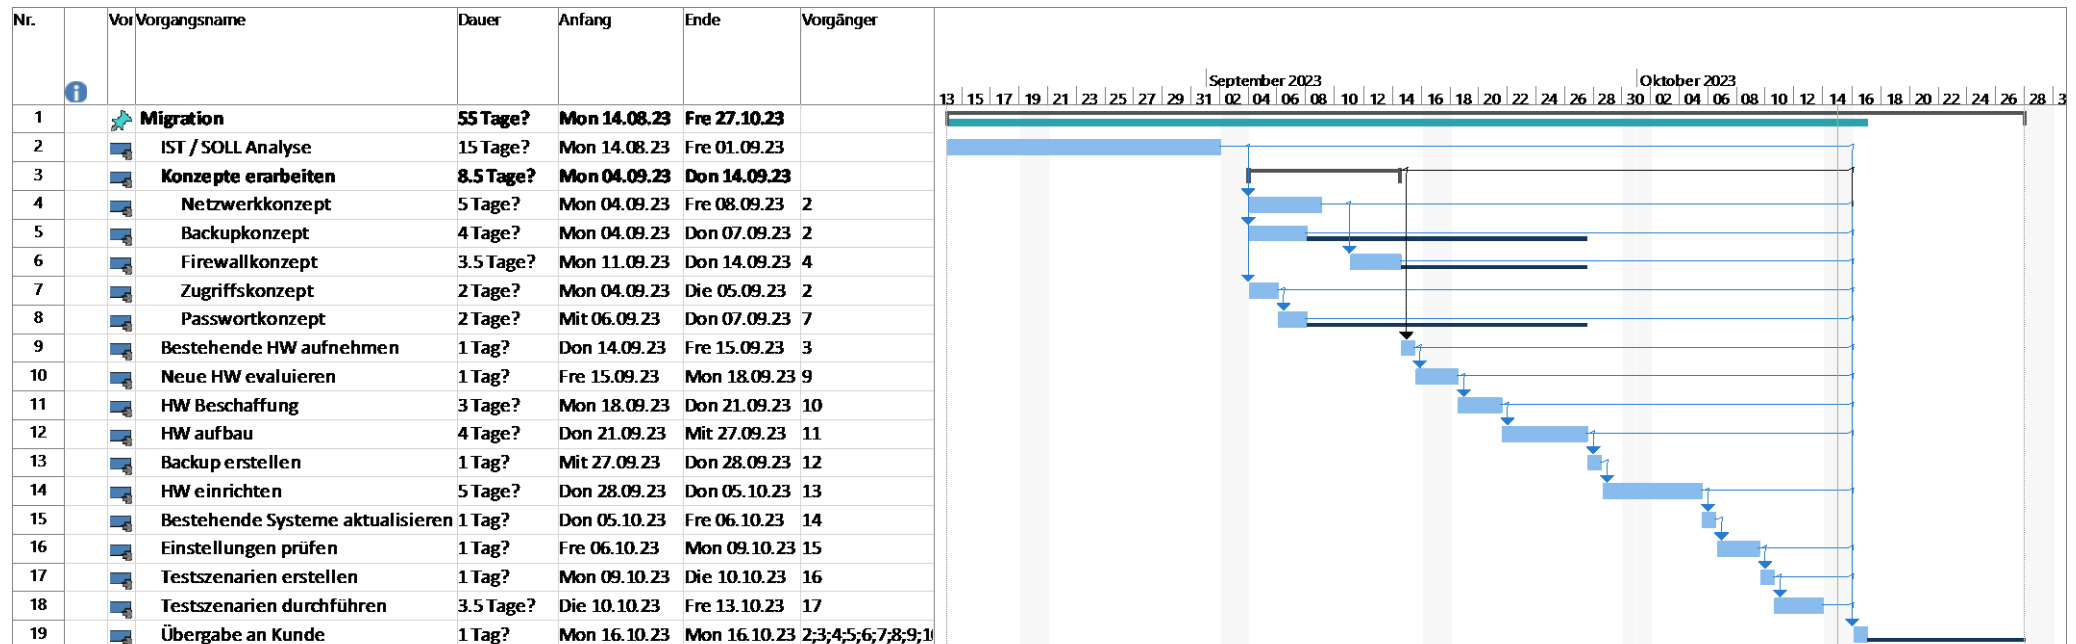 Nr. Vor Vorgangsname Dauer Anfang Ende Vorgänger
September 2023 Oktober 2023
13 15 17 19 21 23 25 27 29 31 02 04 06 08 10 12 14 16 18 20 22 24 26 28 30 02 04 06 08 10 12 14 16 18 20 22 24 26 28 3
1 Migration 55 Tage? Mon 14.08.23 Fre 27.10.23
2 IST / SOLL Analyse 15 Tage? Mon 14.08.23 Fre 01.09.23
3 Konzepte erarbeiten 8.5 Tage? Mon 04.09.23 Don 14.09.23
4 Netzwerkkonzept 5 Tage? Mon 04.09.23 Fre 08.09.23 2
5 Backupkonzept 4 Tage? Mon 04.09.23 Don 07.09.23 2
6 Firewallkonzept 3.5 Tage? Mon 11.09.23 Don 14.09.23 4
7 Zugriffskonzept 2 Tage? Mon 04.09.23 Die 05.09.23 2
8 Passwortkonzept 2 Tage? Mit 06.09.23 Don 07.09.23 7
9 Bestehende HW aufnehmen 1 Tag? Don 14.09.23 Fre 15.09.23 3
10 Neue HW evaluieren 1 Tag? Fre 15.09.23 Mon 18.09.23 9
11 HW Beschaffung 3 Tage? Mon 18.09.23 Don 21.09.23 10
12 HW aufbau 4 Tage? Don 21.09.23 Mit 27.09.23 11
13 Backup erstellen 1 Tag? Mit 27.09.23 Don 28.09.23 12
14 HW einrichten 5 Tage? Don 28.09.23 Don 05.10.23 13
15 Bestehende Systeme aktualisieren 1 Tag? Don 05.10.23 Fre 06.10.23 14
16 Einstellungen prüfen 1 Tag? Fre 06.10.23 Mon 09.10.23 15
17 Testszenarien erstellen 1 Tag? Mon 09.10.23 Die 10.10.23 16
18 Testszenarien durchführen 3.5 Tage? Die 10.10.23 Fre 13.10.23 17
19 Übergabe an Kunde 1 Tag? Mon 16.10.23 Mon 16.10.23 2;3;4;5;6;7;8;9;1